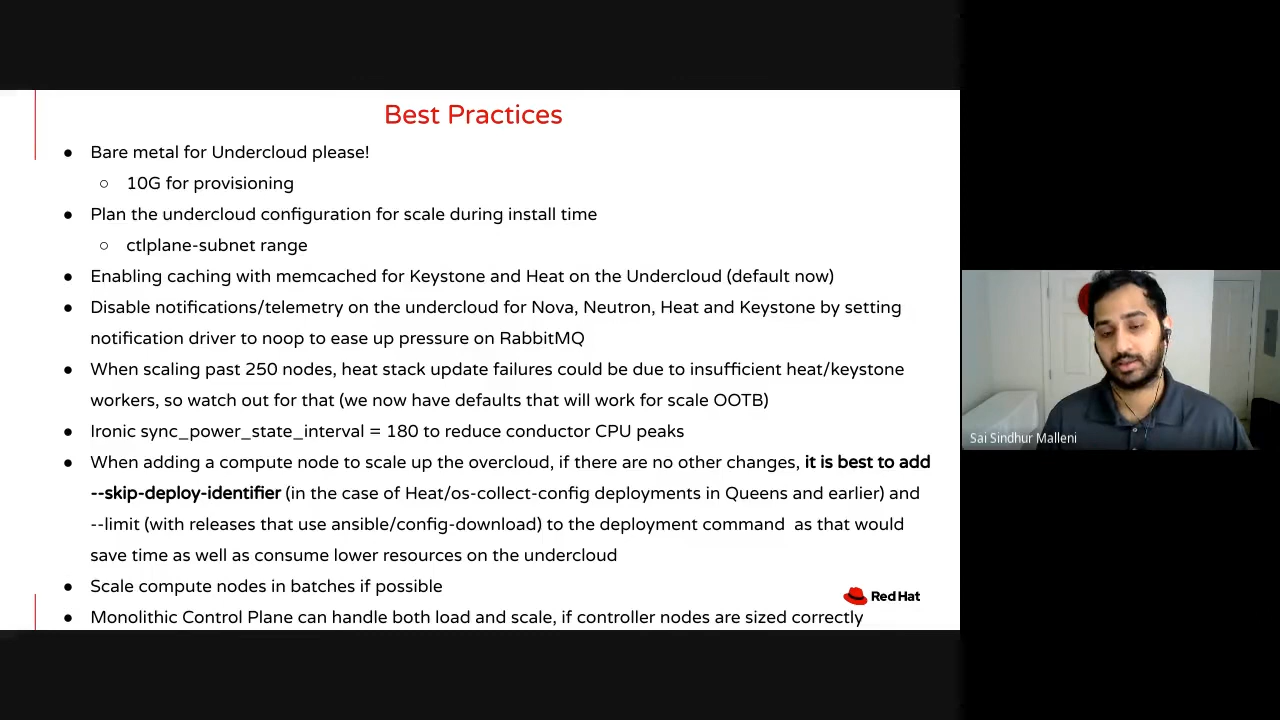 Best Practices
● Bare metal for Undercloud please!
○ 10G for provisioning
● Plan the undercloud configuration for scale during install time
○ ctlplane-subnet range
● Enabling caching with memcached for Keystone and Heat on the Undercloud (default now)
● Disable notifications/telemetry on the undercloud for Nova, Neutron, Heat and Keystone by setting
notification driver to noop to ease up pressure on RabbitMQ
● When scaling past 250 nodes, heat stack update failures could be due to insufficient heat/keystone
workers, so watch out for that (we now have defaults that will work for scale OOTB)
● Ironic sync_power_state_interval = 180 to reduce conductor CPU peaks
● When adding a compute node to scale up the overcloud, if there are no other changes, it is best to add
--skip-deploy-identifier (in the case of Heat/os-collect-config deployments in Queens and earlier) and
--limit (with releases that use ansible/config-download) to the deployment command as that would
save time as well as consume lower resources on the undercloud
● Scale compute nodes in batches if possible
● Monolithic Control Plane can handle both load and scale, if controller nodes are sized correctly
Red Hat
Sai Sindhur Malleni